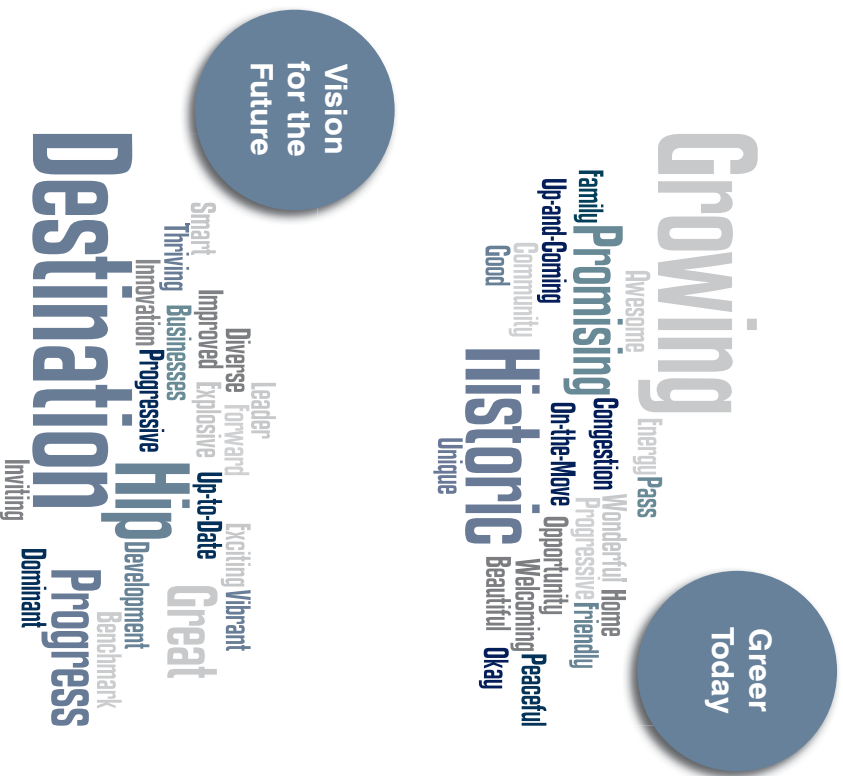 Greer
Today
Growing
Awesome
Energy
Pass
Family
Promising
Congestion
Wonderful
Home
Progressive
Friendly
Up-and-Coming
On-the-Move
Opportunity
Community
Welcoming
Peaceful
Good
Historic
Beautiful
Okay
Unique
Vision
for the
Future
Leader
Diverse
Forward
Exciting
Vibrant
Smart
Improved
Explosive
Up-to-Date
Great
Thriving
Businesses
Innovation
Progressive
Hip
Development
Destination
Benchmark
Progress
Dominant
Inviting